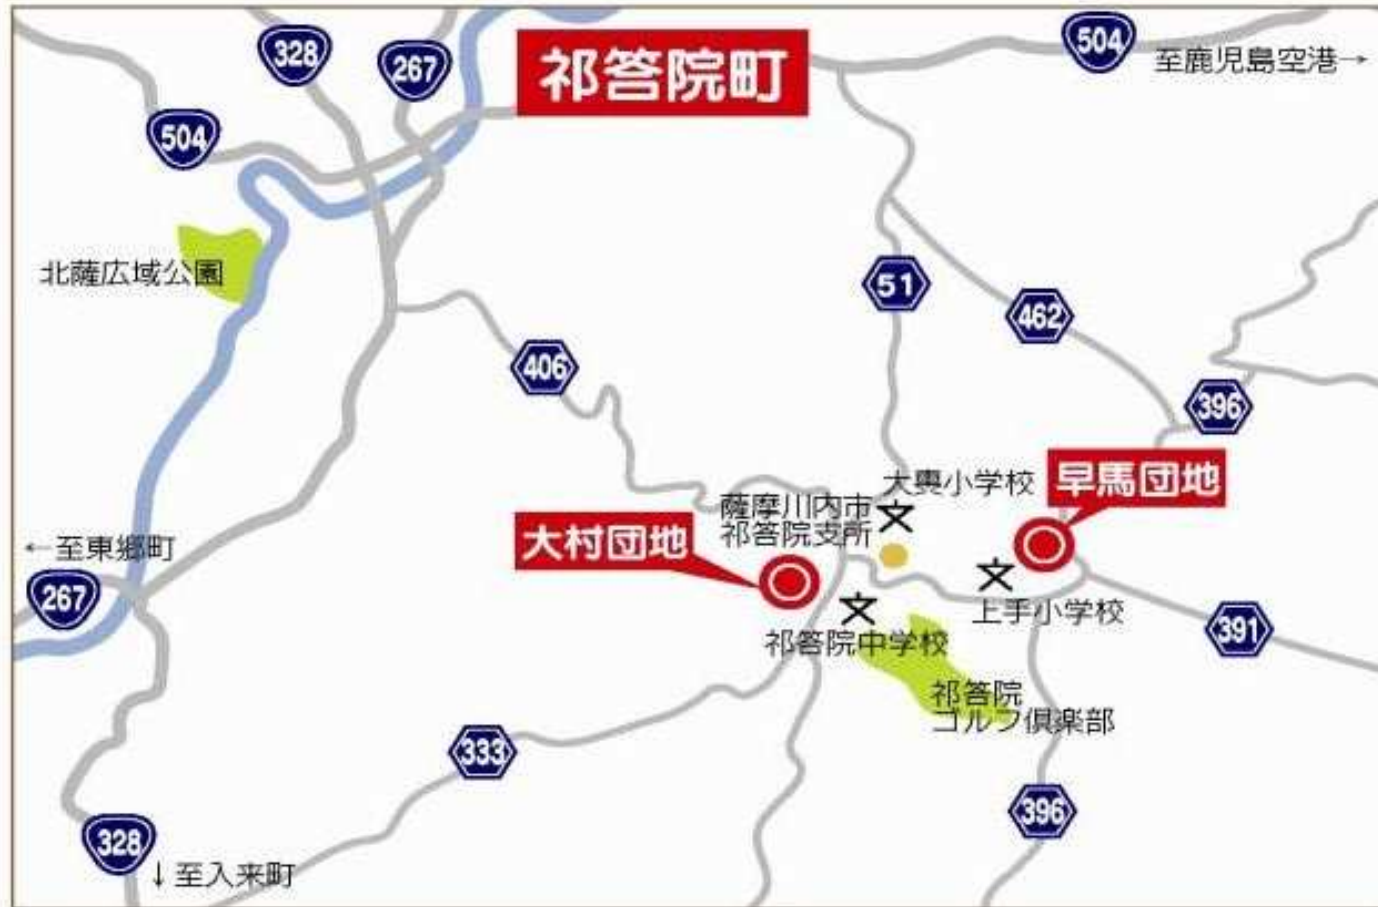 328
267
祁答院町
504
至鹿児島空港→
504
北薩広域公園
51
462
406
396
大輿小学校
早馬団地
薩摩川内市
祁答院支所
大村団地
←至東郷町
267
上手小学校
391
祁答院中学校
祁答院
ゴルフ倶楽部
333
396
328
↓至入来町